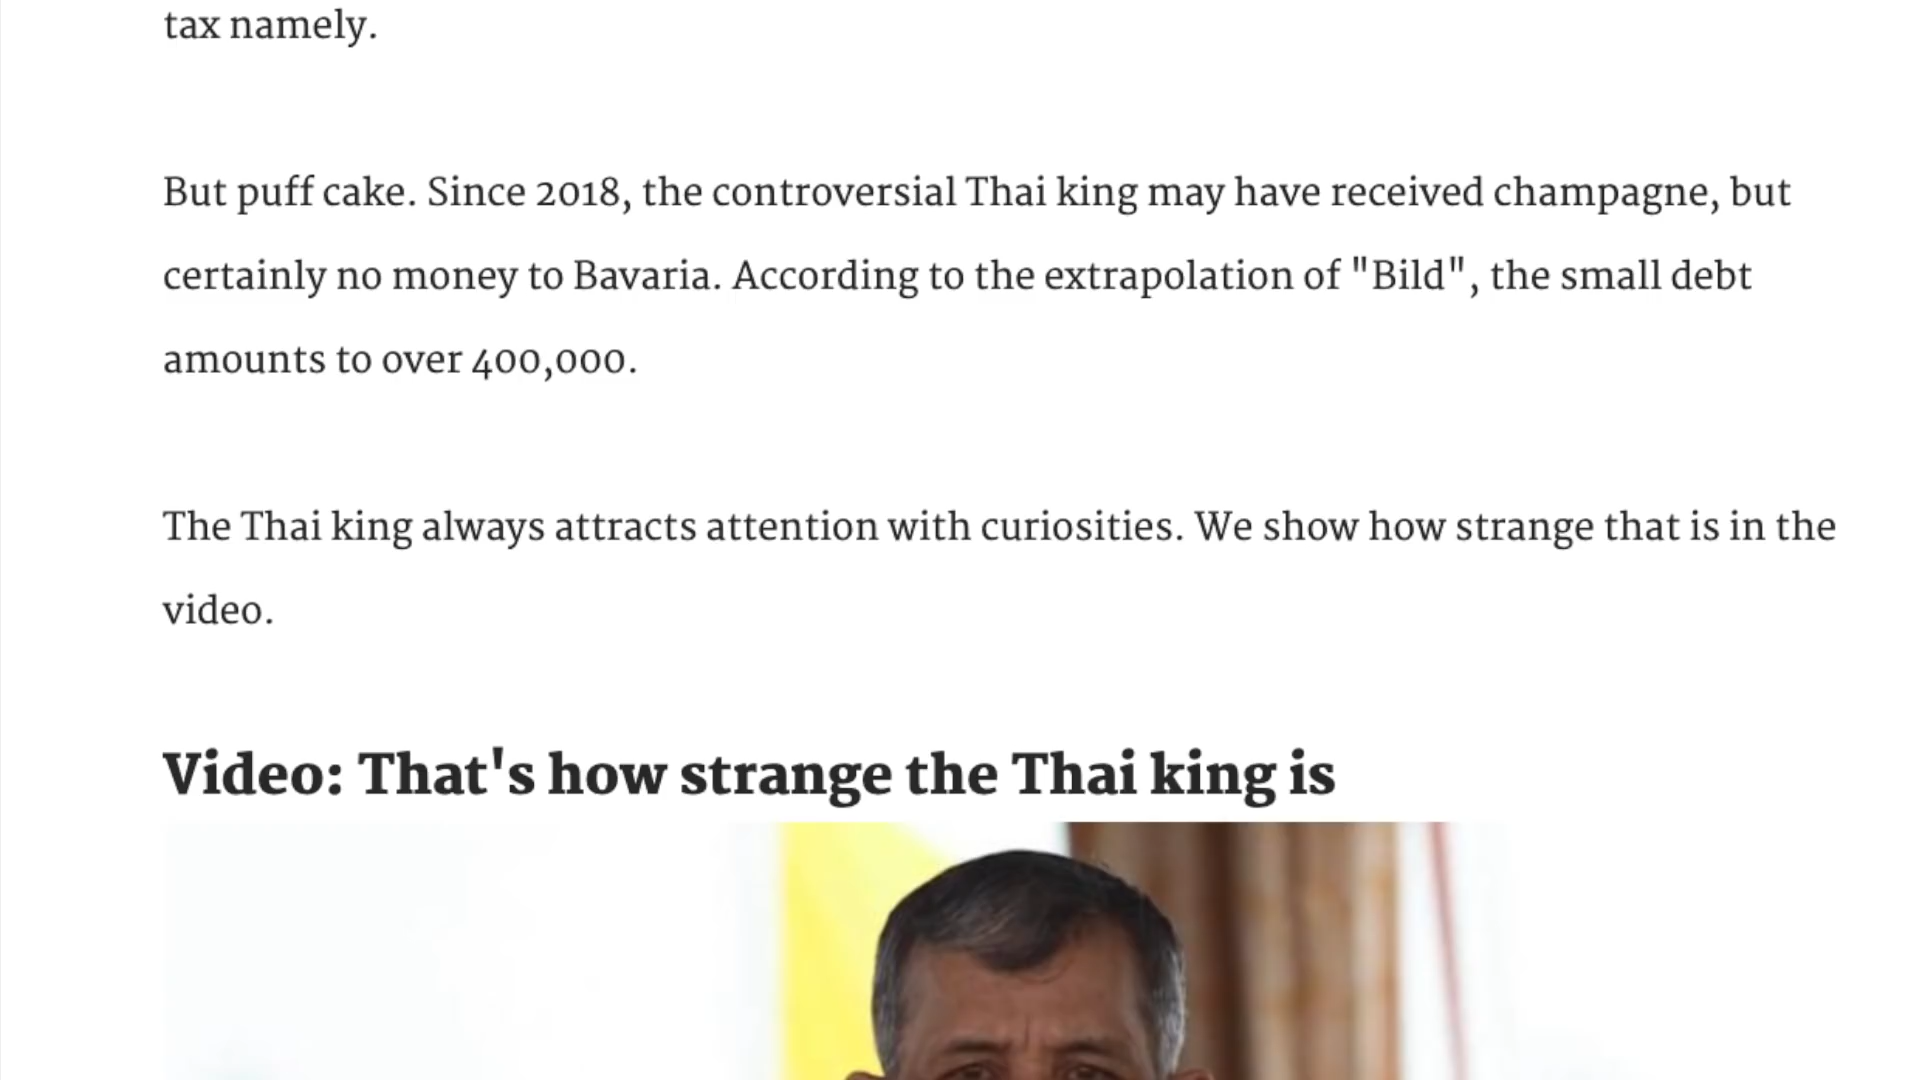 tax namely.
But puff cake. Since 2018, the controversial Thai king may have received champagne, but
certainly no money to Bavaria. According to the extrapolation of "Bild", the small debt
amounts to over 400,000.
The Thai king always attracts attention with curiosities. We show how strange that is in the
video.
Video: That's how strange the Thai king is